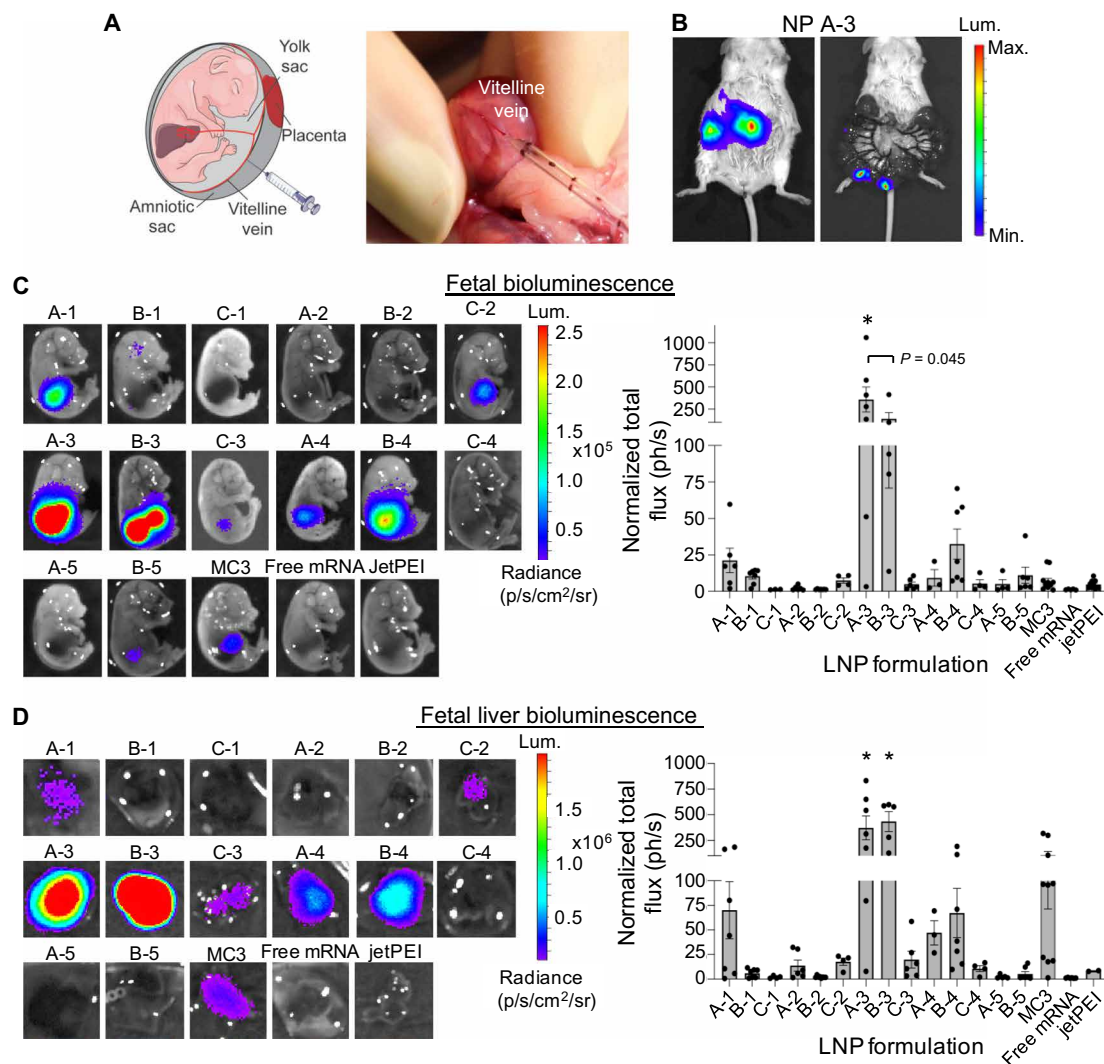 A
Yolk
sac
Placenta
Amniotic
sac
Vitelline
vein
Vitelline
vein
B
NP A-3
Lum.
Max.
Min.
C
Fetal bioluminescence
A-1 B-1 C-1 A-2 B-2 C-2
A-3 B-3 C-3 A-4 B-4 C-4
A-5 B-5 MC3 Free mRNA JetPEI
Lum.
2.5
2.0
1.5
x10⁵
1.0
0.5
Radiance
(p/s/cm²/sr)
Normalized total
flux (ph/s)
1000
750
500
250
100
75
50
25
0
*
P = 0.045
A-1 B-1 C-1 A-2 B-2 C-2 A-3 B-3 C-3 A-4 B-4 C-4 A-5 B-5 MC3 Free mRNA jetPEI
LNP formulation
D
Fetal liver bioluminescence
A-1 B-1 C-1 A-2 B-2 C-2
A-3 B-3 C-3 A-4 B-4 C-4
A-5 B-5 MC3 Free mRNA jetPEI
Lum.
1.5
x10⁶
1.0
0.5
Radiance
(p/s/cm²/sr)
Normalized total
flux (ph/s)
1000
750
500
250
100
75
50
25
0
* *
A-1 B-1 C-1 A-2 B-2 C-2 A-3 B-3 C-3 A-4 B-4 C-4 A-5 B-5 MC3 Free mRNA jetPEI
LNP formulation